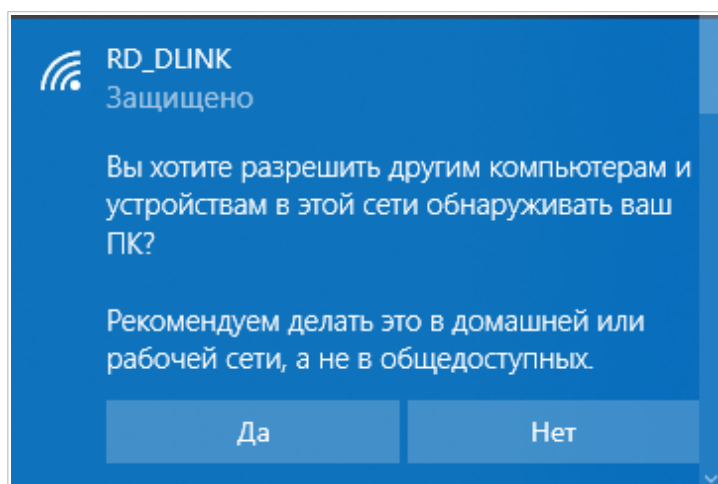 RD_DLINK
Защищено
Вы хотите разрешить другим компьютерам и
устройствам в этой сети обнаруживать ваш
ПК?
Рекомендуем делать это в домашней или
рабочей сети, а не в общедоступных.
Да Нет